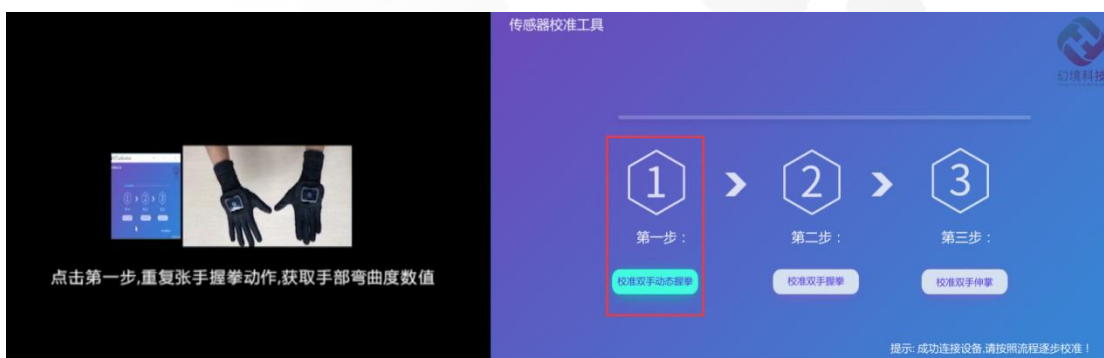 传感器校准工具
幻境科技
1
2
3
第一步：
第二步：
第三步：
校准双手动态握拳
校准双手握拳
校准双手伸掌
点击第一步,重复张手握拳动作,获取手部弯曲度数值
提示: 成功连接设备,请按照流程逐步校准！